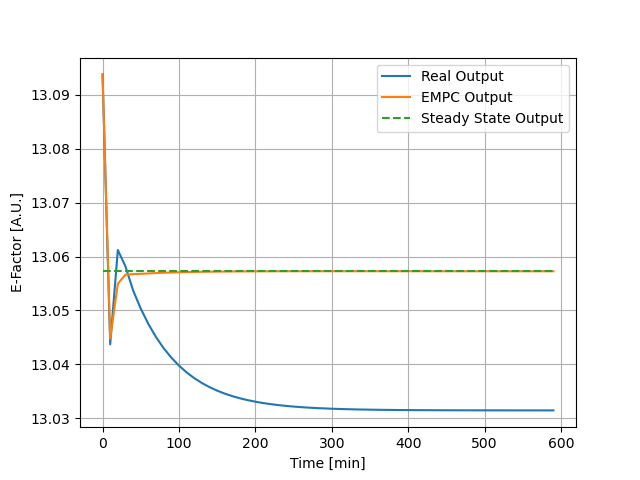 Real Output
EMPC Output
Steady State Output
13.09
13.08
13.07
13.06
13.05
13.04
13.03
E-Factor [A.U.]
0 100 200 300 400 500 600
Time [min]